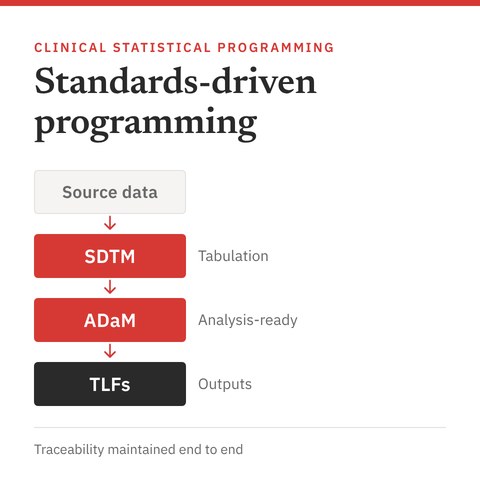 CLINICAL STATISTICAL PROGRAMMING
Standards-driven
programming
Source data
SDTM
Tabulation
ADaM
Analysis-ready
TLFs
Outputs
Traceability maintained end to end